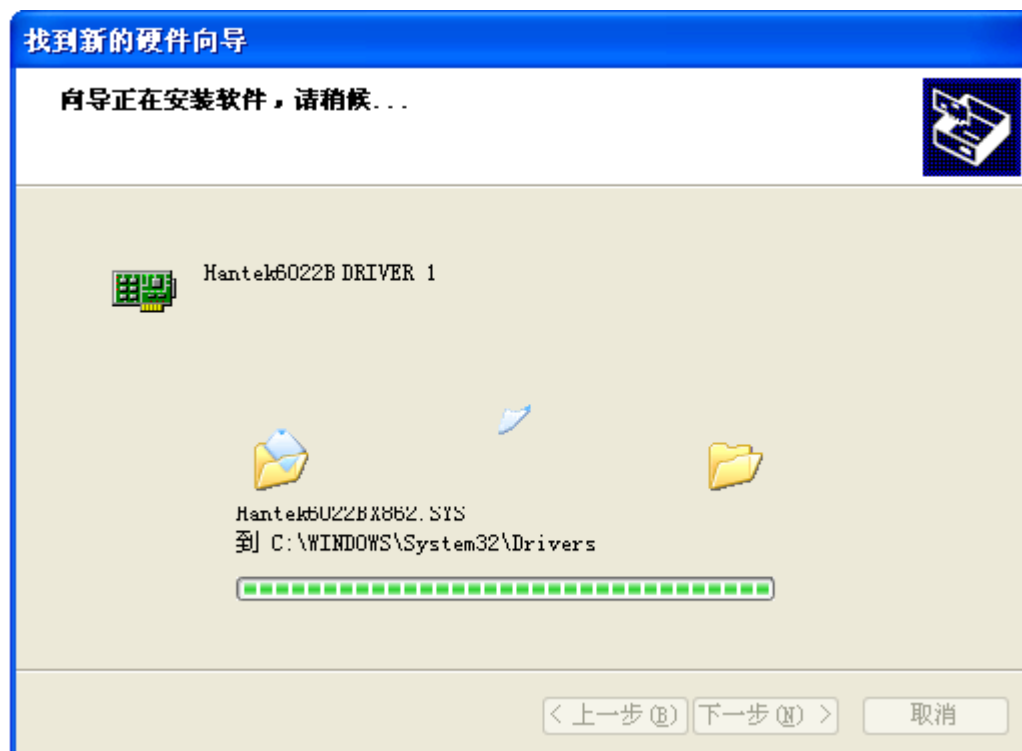 找到新的硬件向导
向导正在安装软件，请稍候...
Hantek6022B DRIVER 1
Hantek6022BX862.SYS
到 C:\WINDOWS\System32\Drivers
< 上一步(B) 下一步(N) > 取消